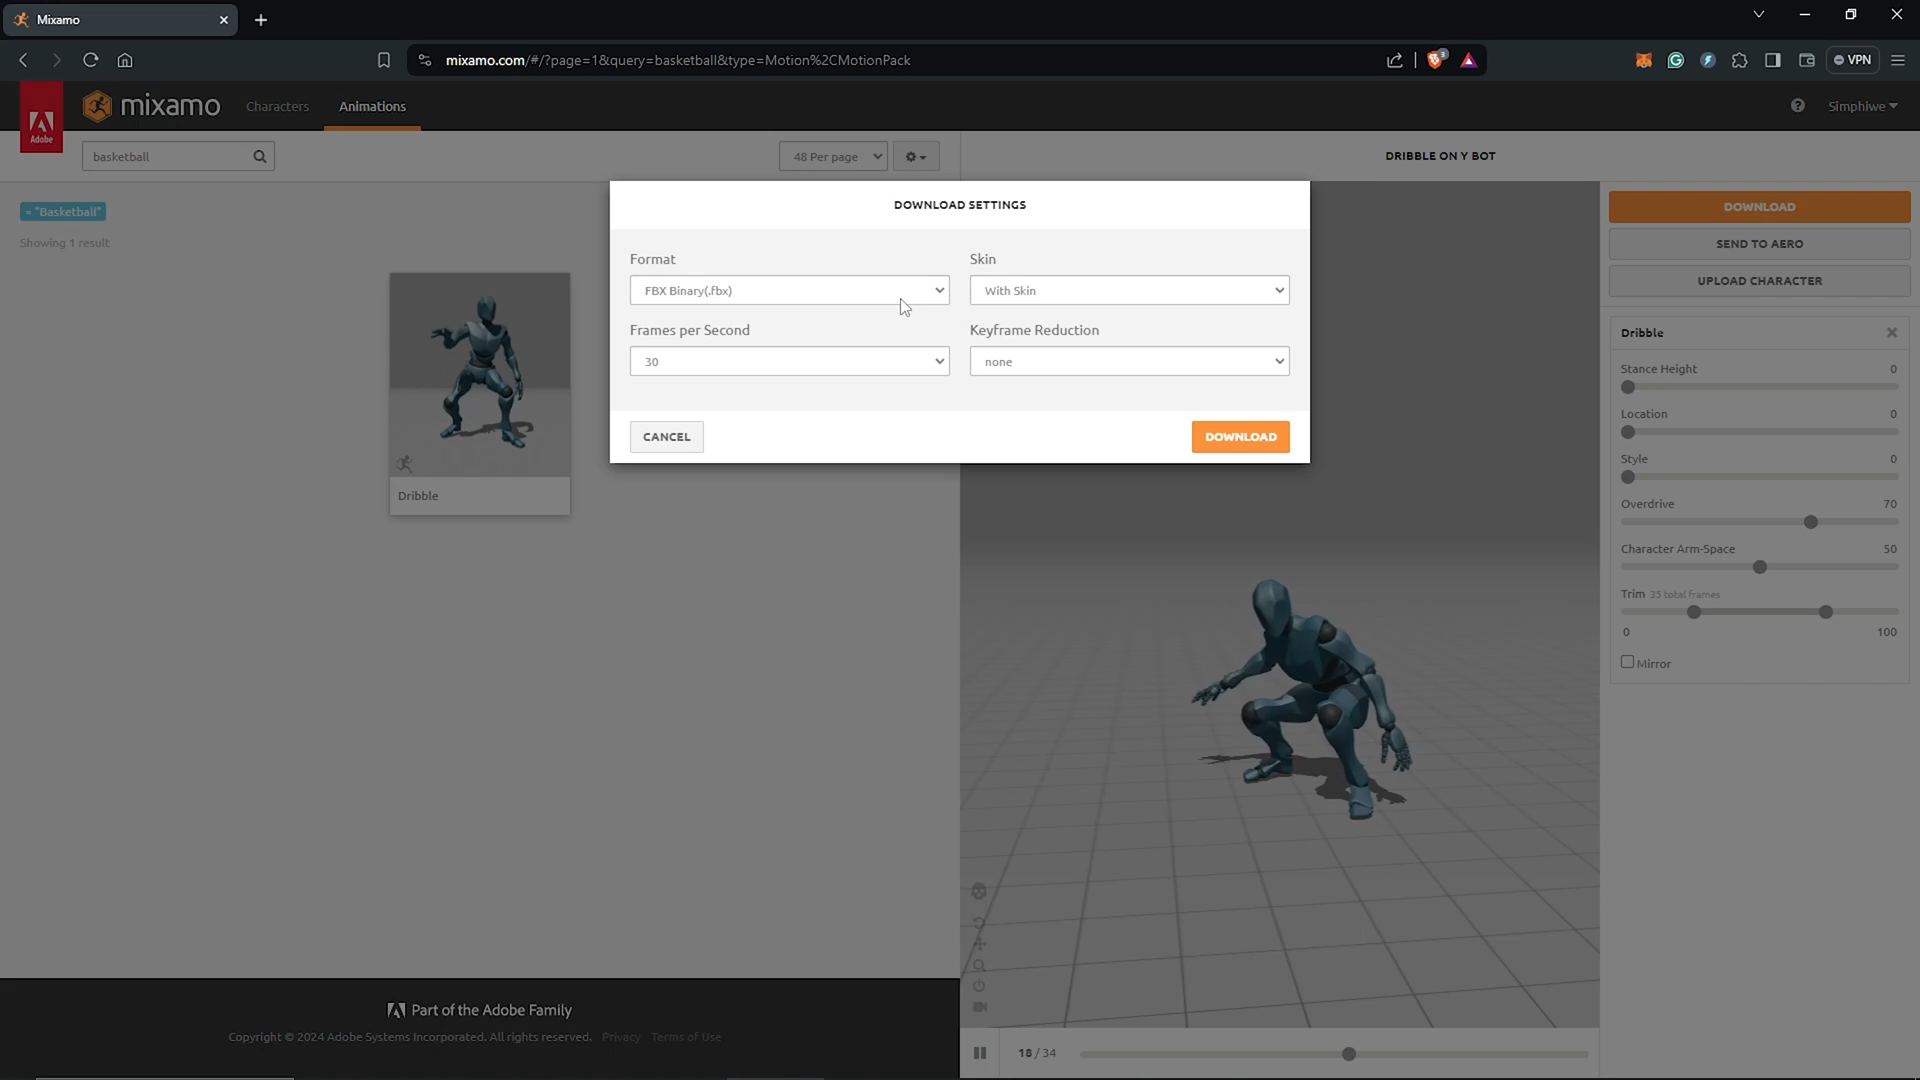 Mixamo
mixamo.com/#/?page=1&query=basketball&type=Motion%2CMotionPack
3
VPN
Adobe
mixamo
Characters
Animations
Simphiwe
basketball
48 Per page
DRIBBLE ON Y BOT
= "Basketball"
Showing 1 result
Dribble
DOWNLOAD SETTINGS
Format
FBX Binary(.fbx)
Skin
With Skin
Frames per Second
30
Keyframe Reduction
none
CANCEL
DOWNLOAD
DOWNLOAD
SEND TO AERO
UPLOAD CHARACTER
Dribble
Stance Height 0
Location 0
Style 0
Overdrive 70
Character Arm-Space 50
Trim 35 total frames
0 100
Mirror
Part of the Adobe Family
Copyright © 2024 Adobe Systems Incorporated. All rights reserved. Privacy Terms of Use
18 / 34